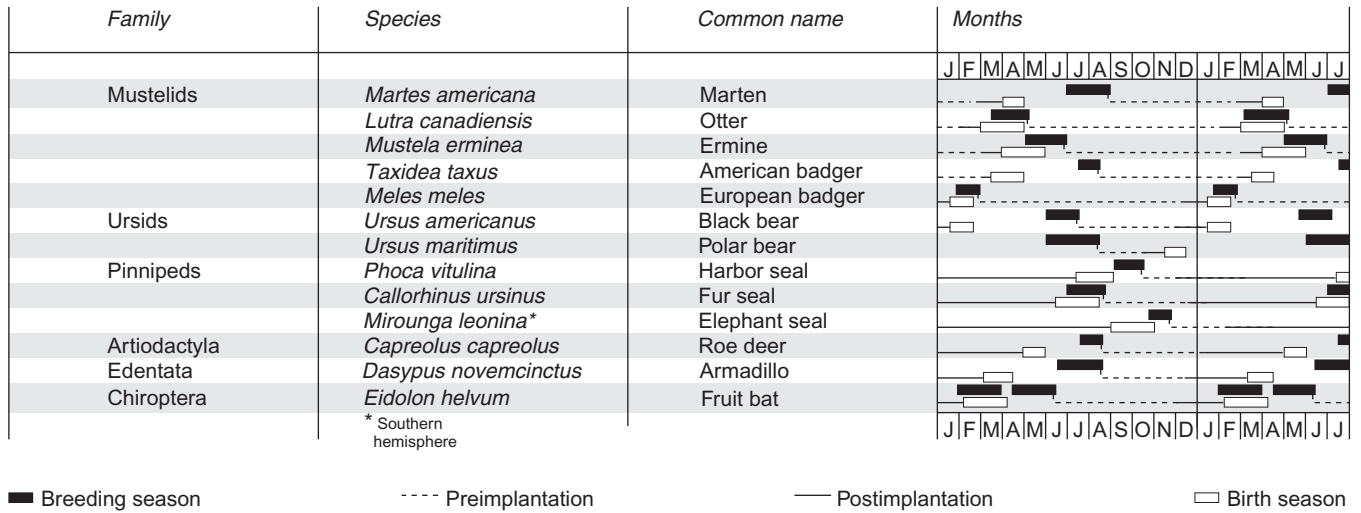 Family Species Common name Months
J F M A M J J A S O N D J F M A M J J
Mustelids Martes americana Marten
Lutra canadiensis Otter
Mustela erminea Ermine
Taxidea taxus American badger
Meles meles European badger
Ursids Ursus americanus Black bear
Ursus maritimus Polar bear
Pinnipeds Phoca vitulina Harbor seal
Callorhinus ursinus Fur seal
Mirounga leonina* Elephant seal
Artiodactyla Capreolus capreolus Roe deer
Edentata Dasypus novemcinctus Armadillo
Chiroptera Eidolon helvum Fruit bat
* Southern
hemisphere
J F M A M J J A S O N D J F M A M J J
Breeding season Preimplantation Postimplantation Birth season